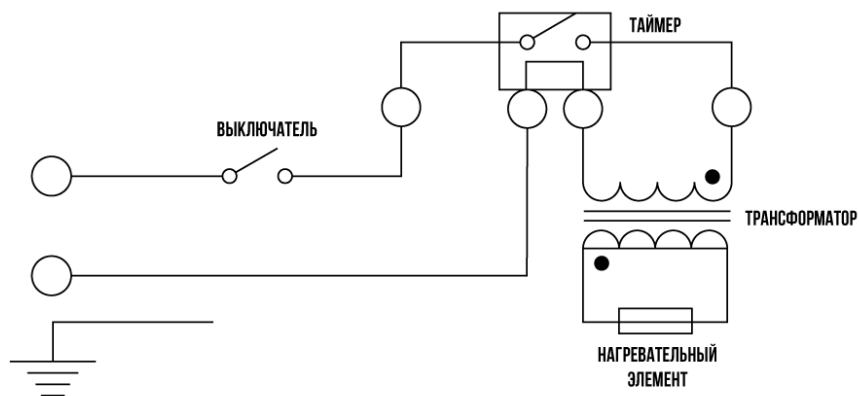 ТАЙМЕР
ВЫКЛЮЧАТЕЛЬ
ТРАНСФОРМАТОР
НАГРЕВАТЕЛЬНЫЙ
ЭЛЕМЕНТ